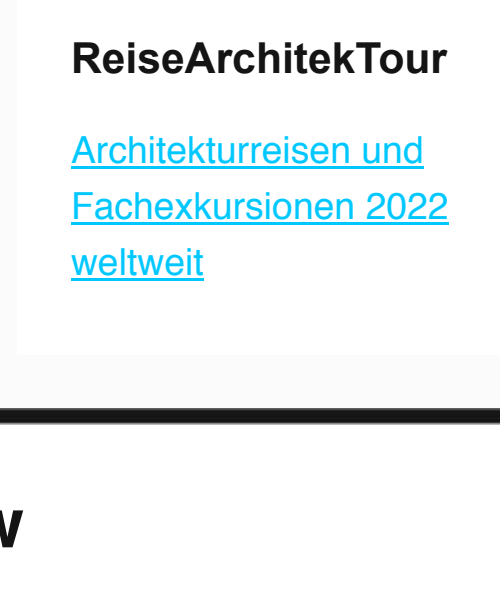 ReiseArchitekTour
Architekturreisen und
Fachexkursionen 2022
weltweit